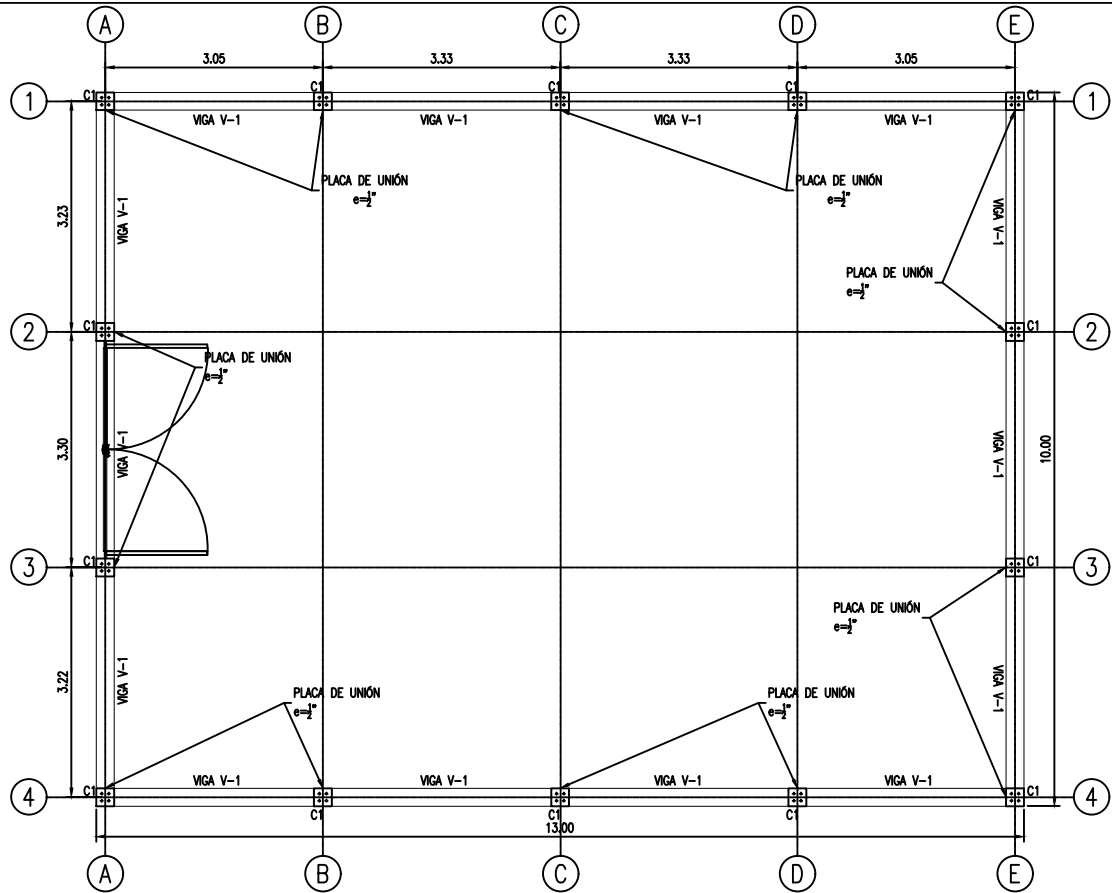 A B C D E
3.05 3.33 3.33 3.05
C1 C1 C1 C1 C1
1 1
VIGA V-1 VIGA V-1 VIGA V-1 VIGA V-1
PLACA DE UNIÓN
e=½"
PLACA DE UNIÓN
e=½"
3.23
VIGA V-1
VIGA V-1
PLACA DE UNIÓN
e=½"
C1 C1
2 2
PLACA DE UNIÓN
e=½"
3.30
VIGA V-1
VIGA V-1
10.00
C1 C1
3 3
PLACA DE UNIÓN
e=½"
3.22
VIGA V-1
VIGA V-1
PLACA DE UNIÓN
e=½"
PLACA DE UNIÓN
e=½"
VIGA V-1 VIGA V-1 VIGA V-1 VIGA V-1
C1 C1
4 4
C1 C1 C1
13.00
A B C D E